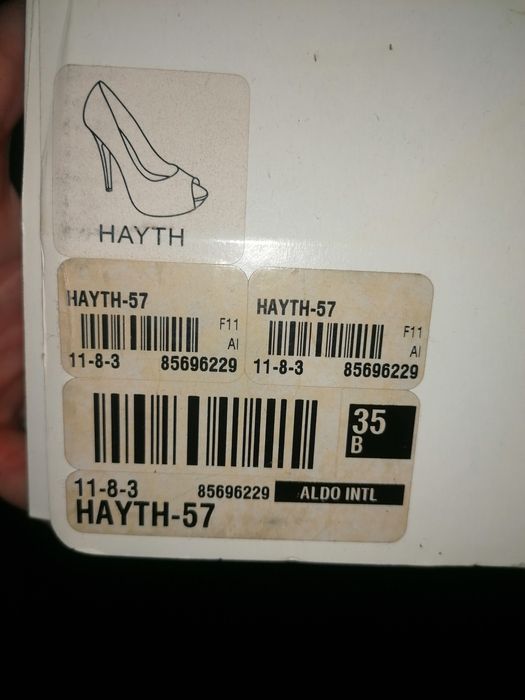 HAYTH
HAYTH-57
F11
AI
11-8-3 85696229
HAYTH-57
F11
AI
11-8-3 85696229
35
B
11-8-3 85696229 ALDO INTL
HAYTH-57